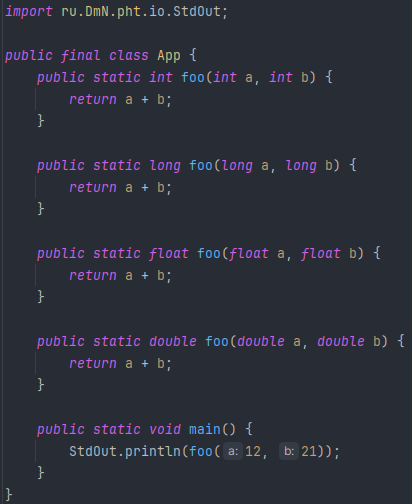 import ru.DmN.pht.io.StdOut;
public final class App {
public static int foo(int a, int b) {
return a + b;
}
public static long foo(long a, long b) {
return a + b;
}
public static float foo(float a, float b) {
return a + b;
}
public static double foo(double a, double b) {
return a + b;
}
public static void main() {
StdOut.println(foo( a: 12, b: 21));
}
}